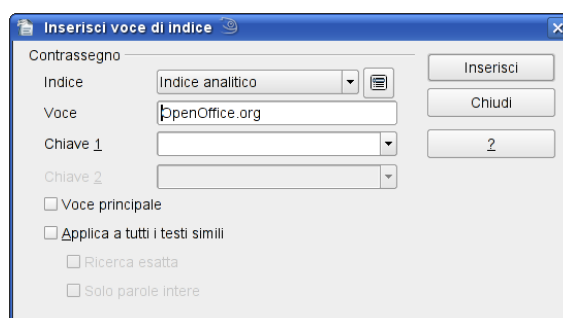 Inserisci voce di indice
Contrassegno
Indice Indice analitico
Inserisci
Voce OpenOffice.org
Chiudi
Chiave 1
?
Chiave 2
Voce principale
Applica a tutti i testi simili
Ricerca esatta
Solo parole intere